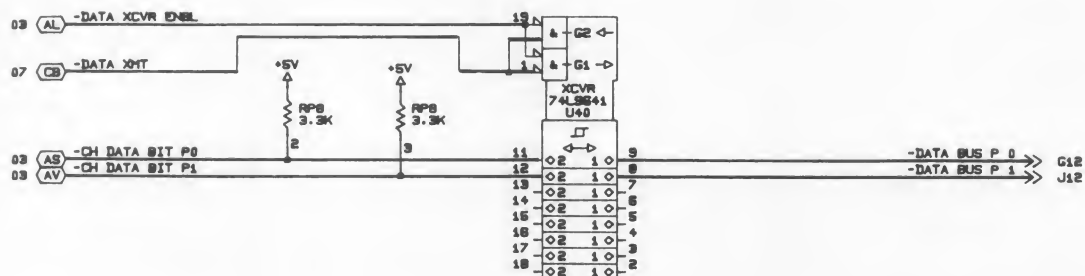 03 AL -DATA XCVR ENBL 19 & G2
07 CB -DATA XMT 1 & G1
+5V +5V
XCVR
74LS641
U40
RP8 RP8
3.3K 3.3K
2 3
03 AS -CH DATA BIT P0 11 2 1 9 -DATA BUS P 0 G12
03 AV -CH DATA BIT P1 12 2 1 8 -DATA BUS P 1 J12
13 2 1 7
14 2 1 6
15 2 1 5
16 2 1 4
17 2 1 3
18 2 1 2